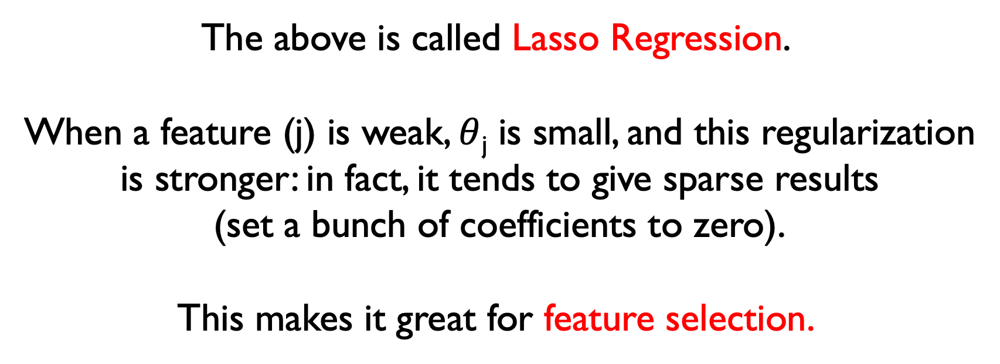 The above is called Lasso Regression.
When a feature (j) is weak, θj is small, and this regularization
is stronger: in fact, it tends to give sparse results
(set a bunch of coefficients to zero).
This makes it great for feature selection.